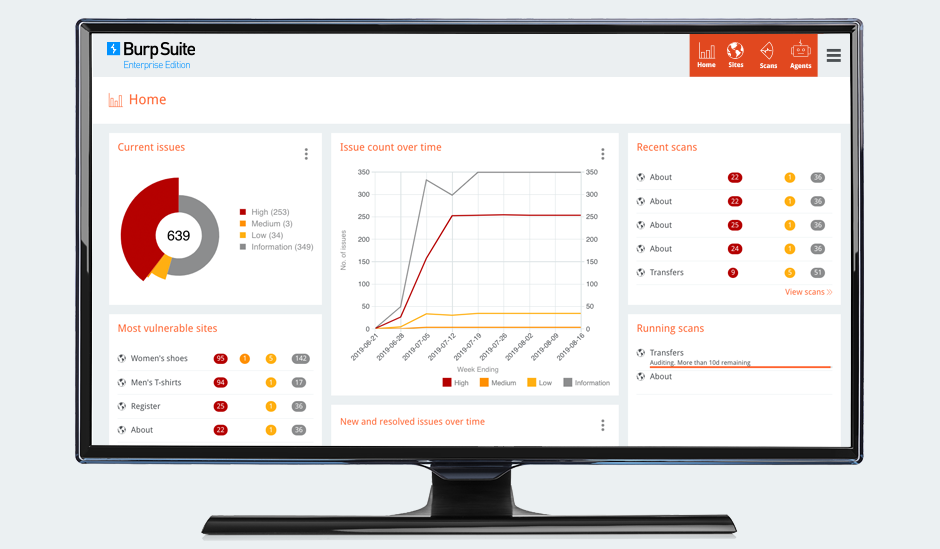 Burp Suite
Enterprise Edition
Home
Sites
Scans
Agents
Home
Current issues
639
High (253)
Medium (3)
Low (34)
Information (349)
Issue count over time
No. of issues
350
300
250
200
150
100
50
0
350
300
250
200
150
100
50
0
2019-06-21
2019-06-28
2019-07-05
2019-07-12
2019-07-19
2019-07-26
2019-08-02
2019-08-09
2019-08-16
Week Ending
High Medium Low Information
Recent scans
About 22 1 36
About 22 1 36
About 25 1 36
About 24 1 36
Transfers 9 5 51
View scans
Most vulnerable sites
Women's shoes 95 1 5 142
Men's T-shirts 94 1 17
Register 25 1 36
About 22 1 36
New and resolved issues over time
Running scans
Transfers
Auditing. More than 10d remaining
About